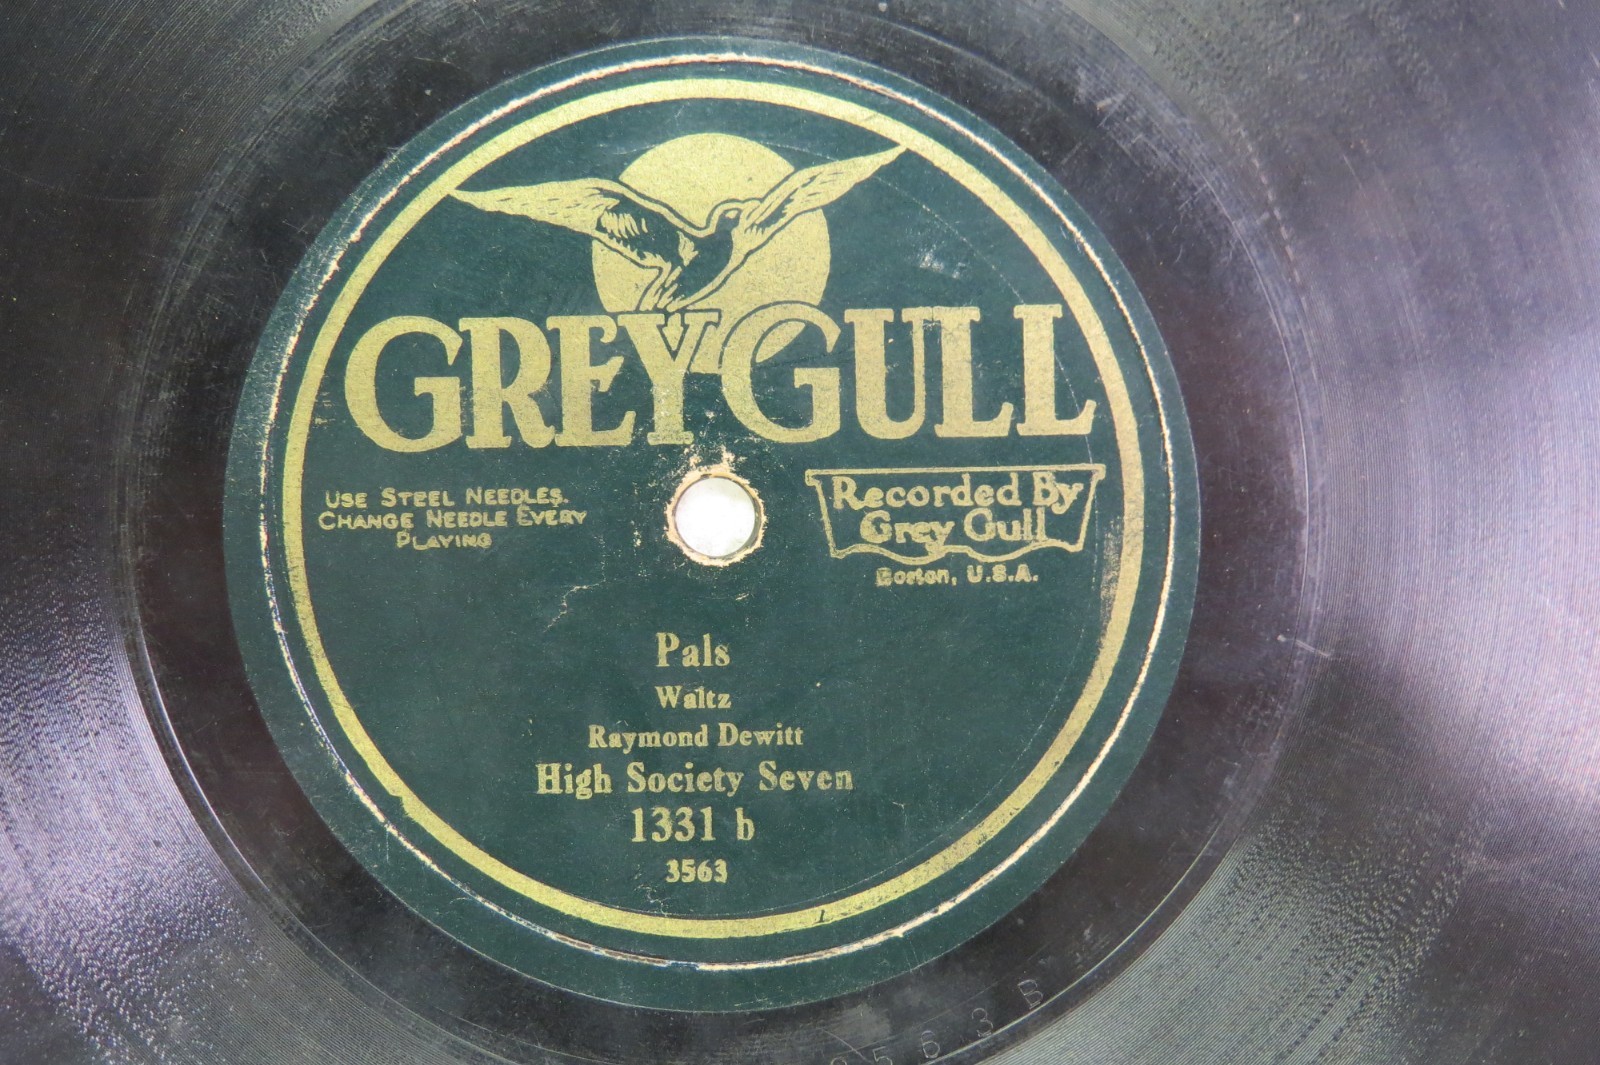 GREY GULL
USE STEEL NEEDLES.
CHANGE NEEDLE EVERY
PLAYING
Recorded By
Grey Gull
Boston, U.S.A.
Pals
Waltz
Raymond Dewitt
High Society Seven
1331 b
3563
3563 B